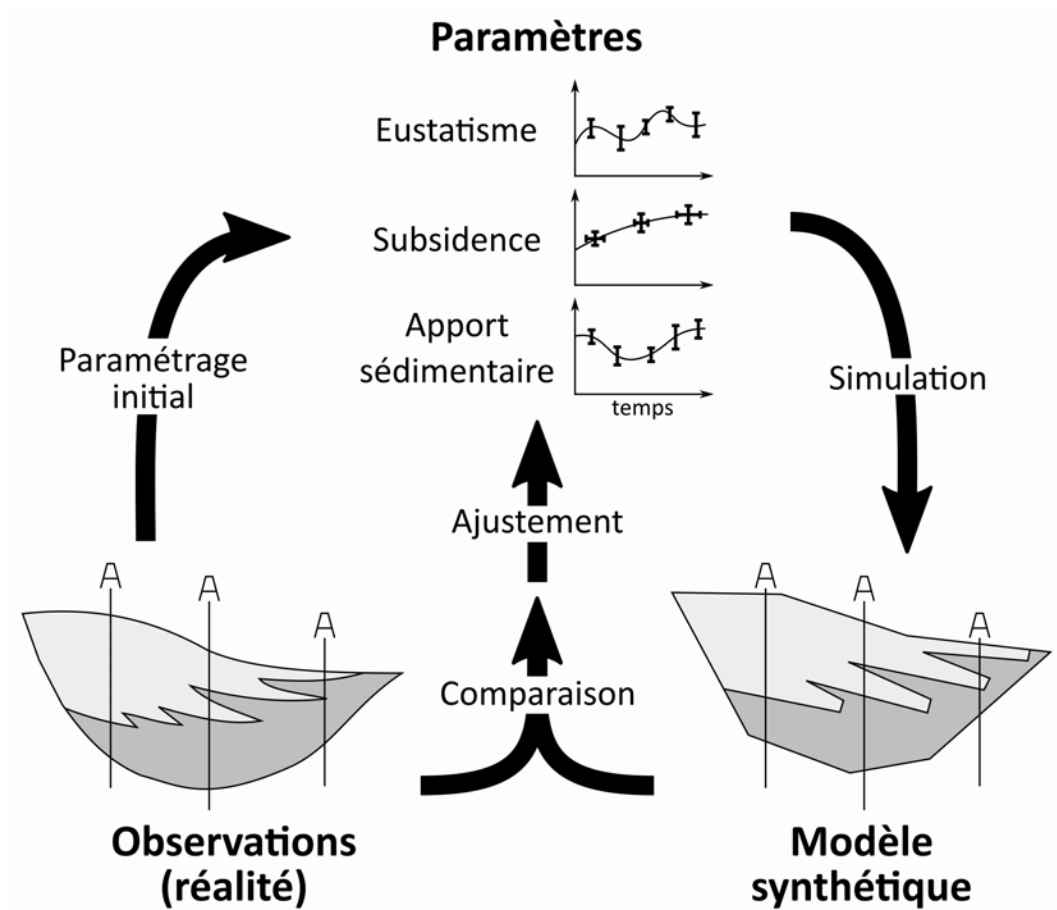 Paramètres
Eustatisme
Subsidence
Apport
sédimentaire
temps
Paramétrage
initial
Simulation
Ajustement
Comparaison
A
A
A
A
A
A
Observations
(réalité)
Modèle
synthétique